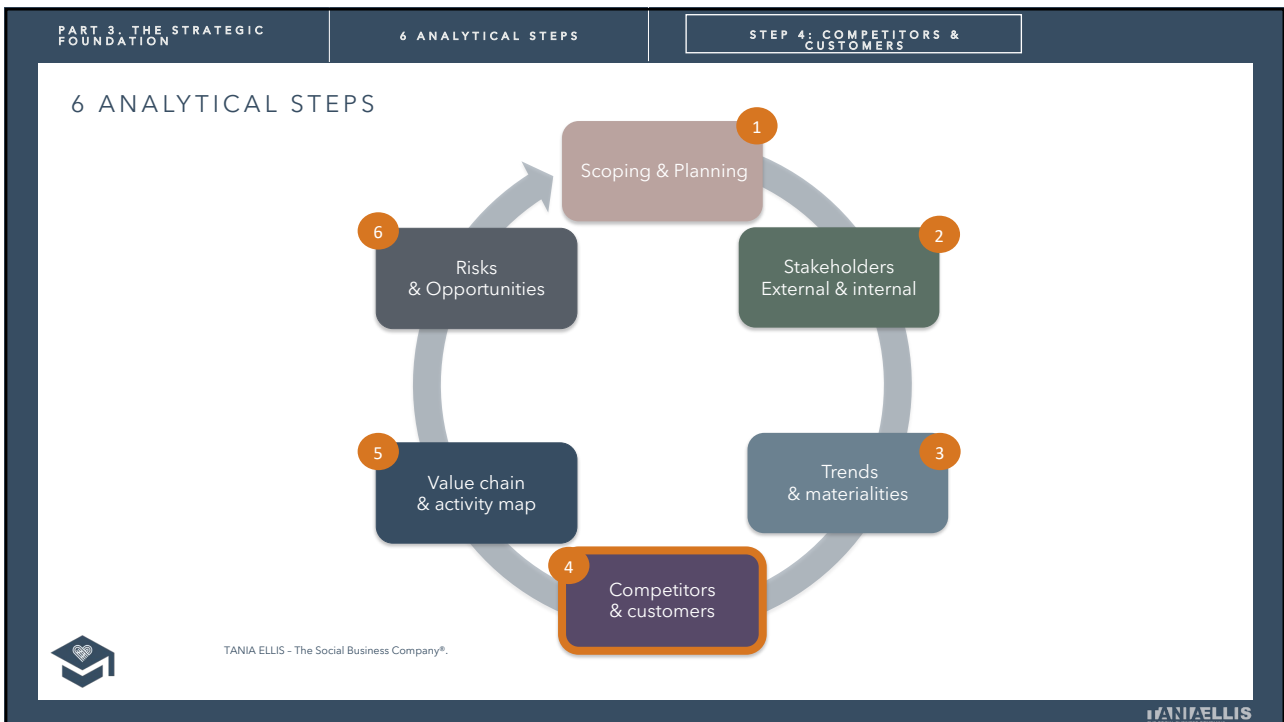 PART 3. THE STRATEGIC
FOUNDATION
6 ANALYTICAL STEPS
STEP 4: COMPETITORS &
CUSTOMERS
6 ANALYTICAL STEPS
1
Scoping & Planning
2
Stakeholders
External & internal
3
Trends
& materialities
4
Competitors
& customers
5
Value chain
& activity map
6
Risks
& Opportunities
TANIA ELLIS – The Social Business Company®.
TANIAELLIS